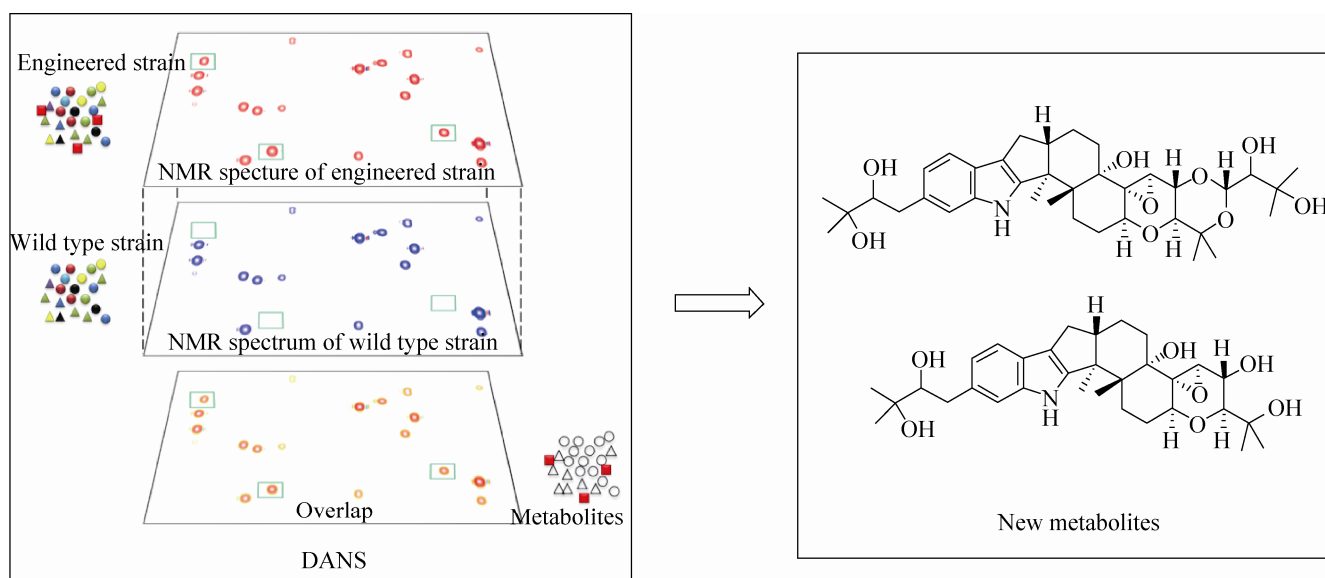 Engineered strain
NMR specture of engineered strain
Wild type strain
NMR spectrum of wild type strain
Overlap
Metabolites
DANS
H
OH
H
OH
O
OH
O
O
O
H
H
N
H
OH
OH
H
OH
H
OH
OH
O
OH
O
H
H
N
H
OH
New metabolites